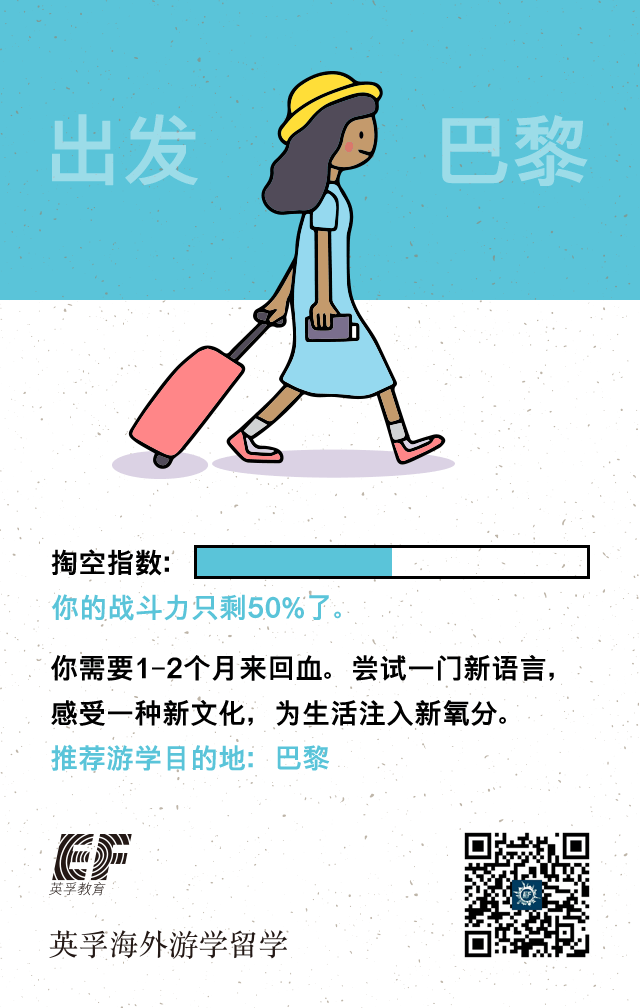 出发 巴黎
掏空指数:
你的战斗力只剩50%了。
你需要1-2个月来回血。尝试一门新语言，
感受一种新文化，为生活注入新氧分。
推荐游学目的地: 巴黎
EF
英孚教育
英孚海外游学留学
EF